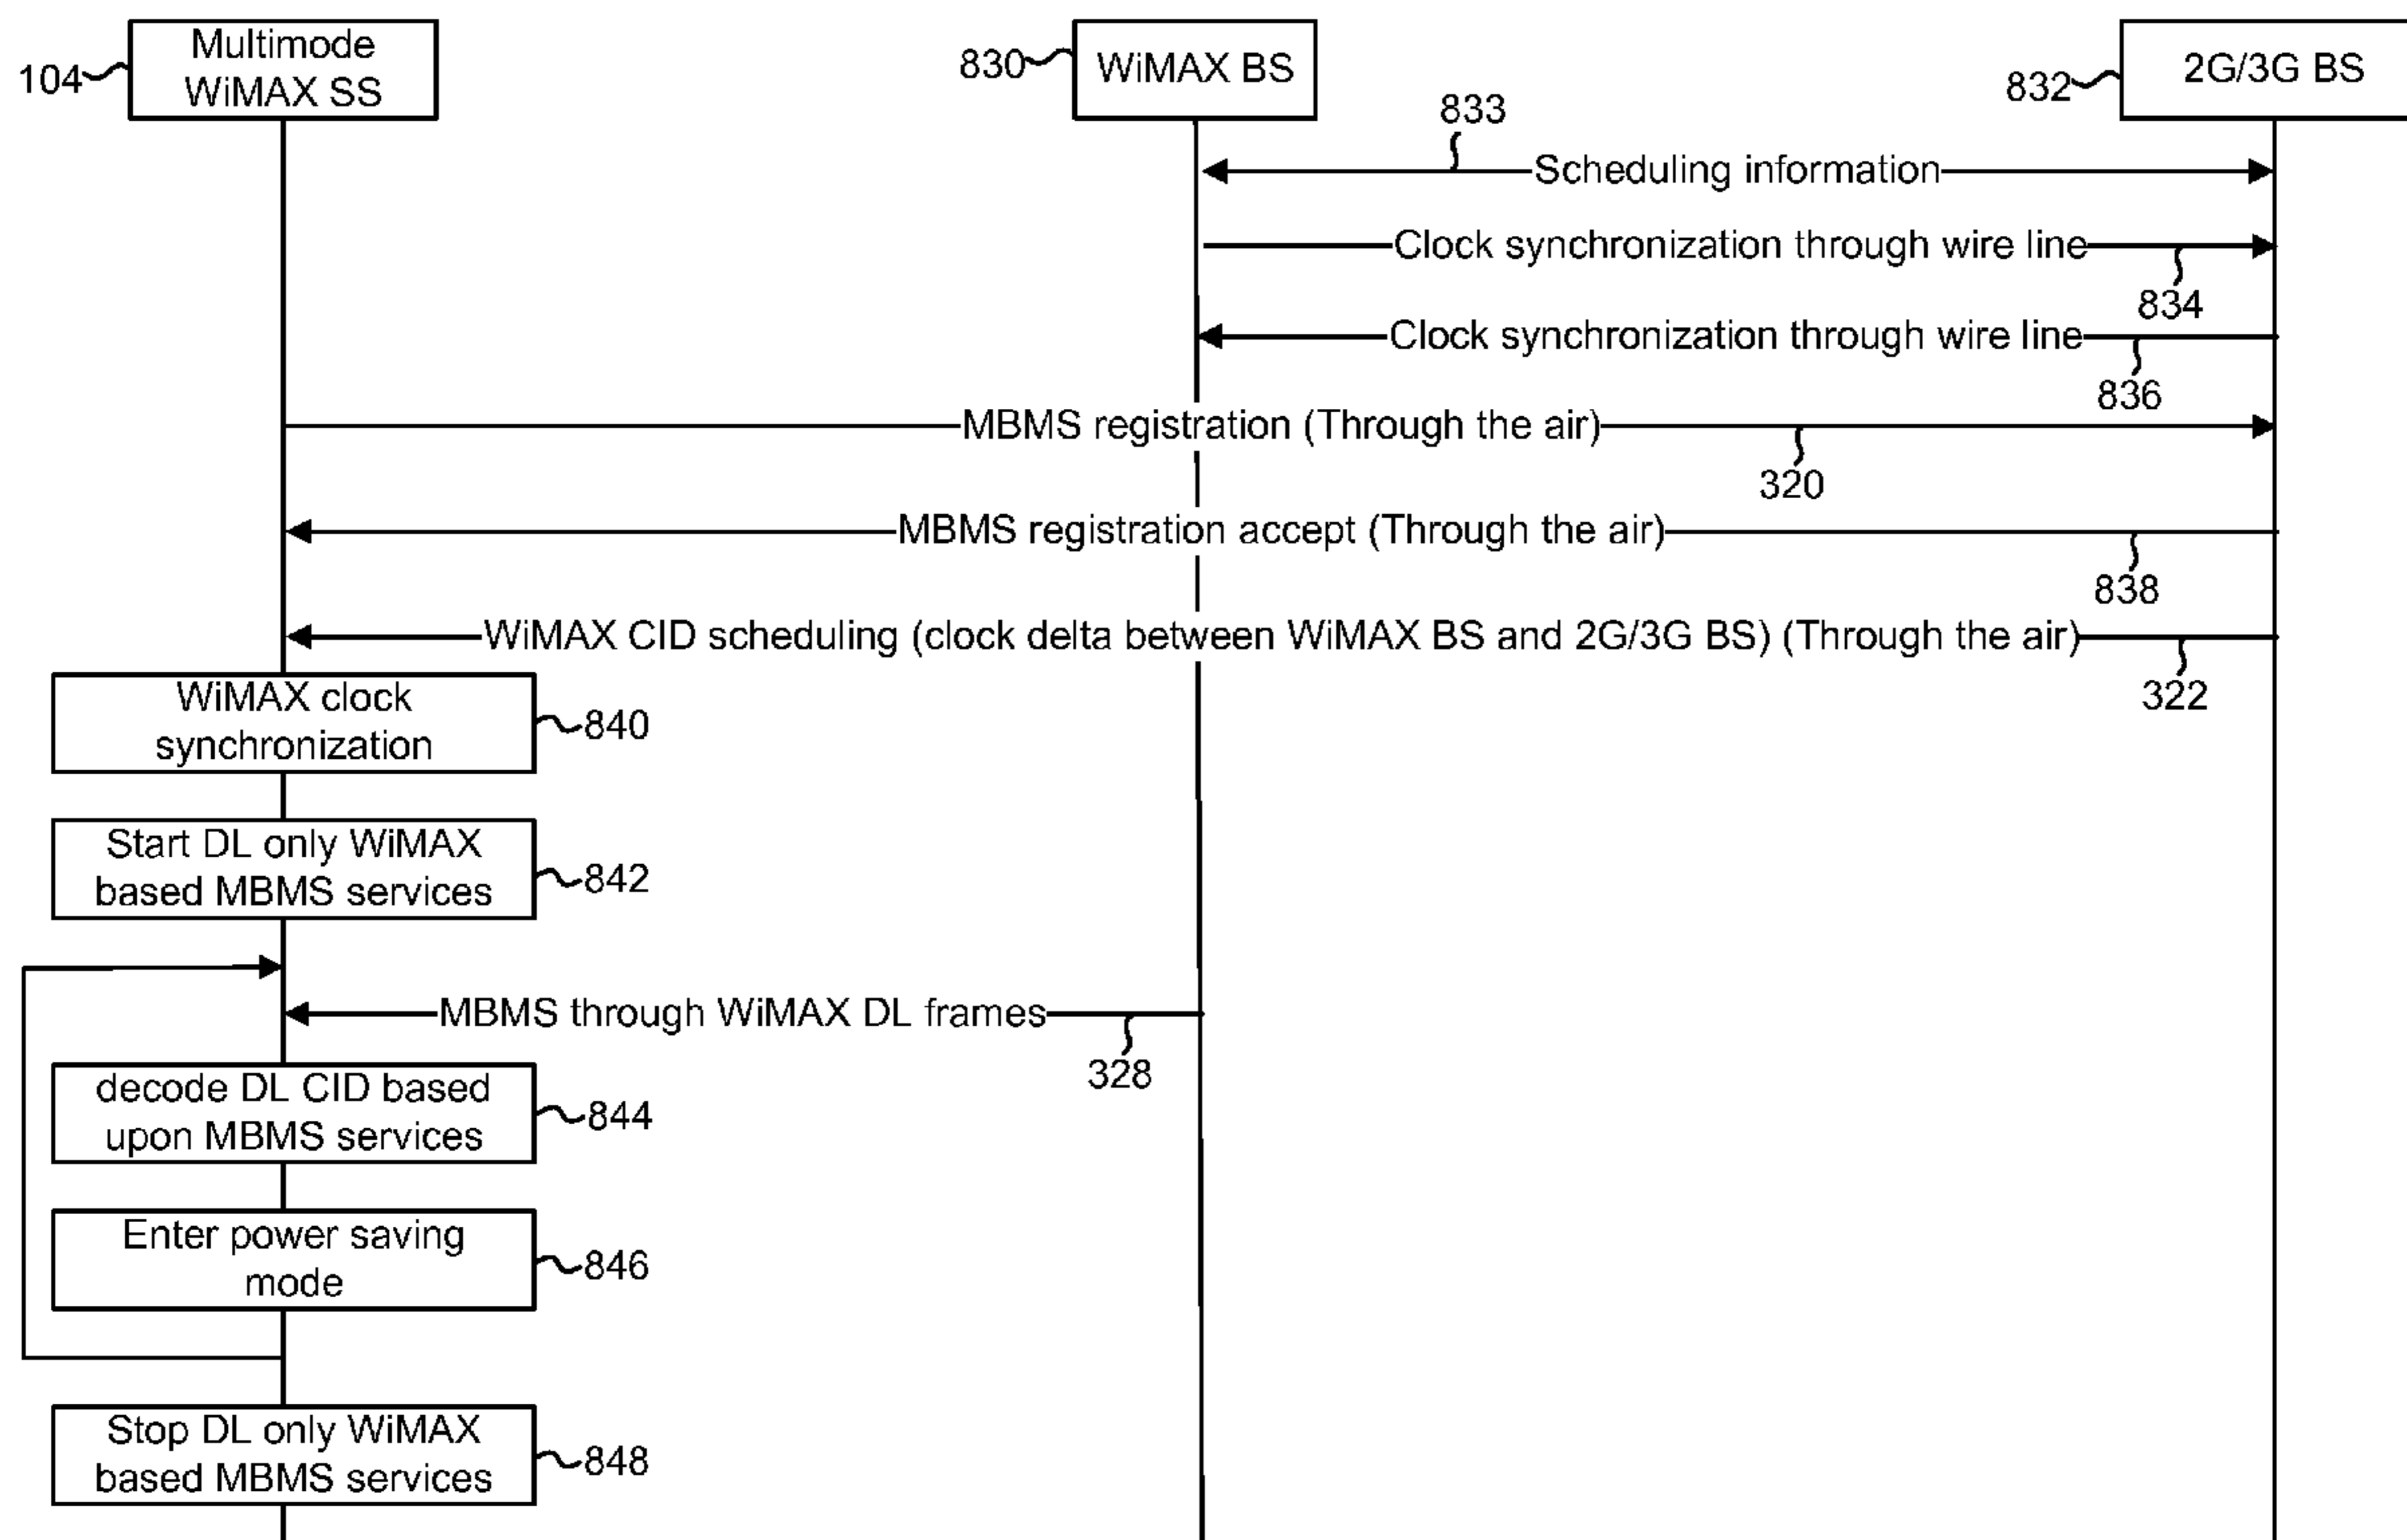 Multimode
WiMAX SS
104
830
WiMAX BS
832
2G/3G BS
833
Scheduling information
Clock synchronization through wire line
834
Clock synchronization through wire line
836
MBMS registration (Through the air)
320
MBMS registration accept (Through the air)
838
WiMAX CID scheduling (clock delta between WiMAX BS and 2G/3G BS) (Through the air)
322
WiMAX clock
synchronization
840
Start DL only WiMAX
based MBMS services
842
MBMS through WiMAX DL frames
328
decode DL CID based
upon MBMS services
844
Enter power saving
mode
846
Stop DL only WiMAX
based MBMS services
848